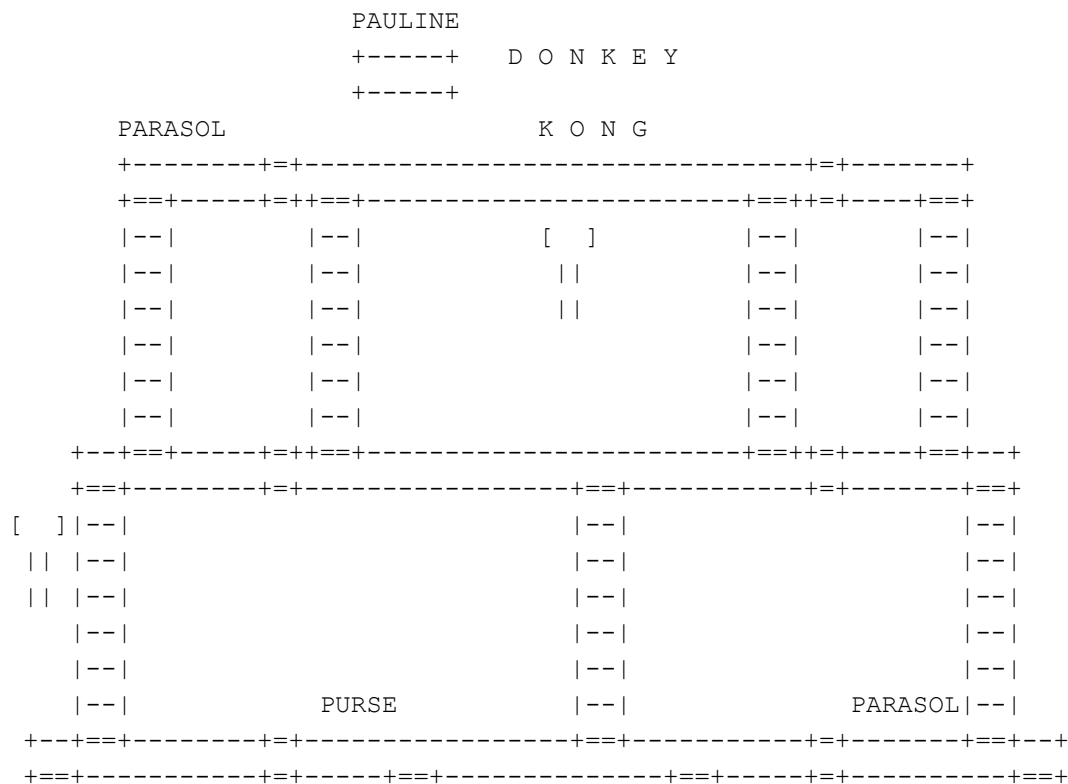 PAULINE
+-----+ D O N K E Y
+-----+
PARASOL K O N G
+--------+=+---------------------------------+=+-------+
+==+-----+=++==+-------------------------+==++=+----+==+
|--| |--| [ ] |--| |--|
|--| |--| || |--| |--|
|--| |--| || |--| |--|
|--| |--| |--| |--|
|--| |--| |--| |--|
|--| |--| |--| |--|
+--+==+-----+=++==+-------------------------+==++=+----+==+--+
+==+--------+=+------------------+==+-----------+=+-------+==+
[ ]|--| |--| |--|
|| |--| |--| |--|
|| |--| |--| |--|
|--| |--| |--|
|--| |--| |--|
|--| PURSE |--| PARASOL|--|
+--+==+--------+=+------------------+==+-----------+=+-------+==+--+
+==+-----------+=+-----+==+---------------+==+-----+=+----------+==+